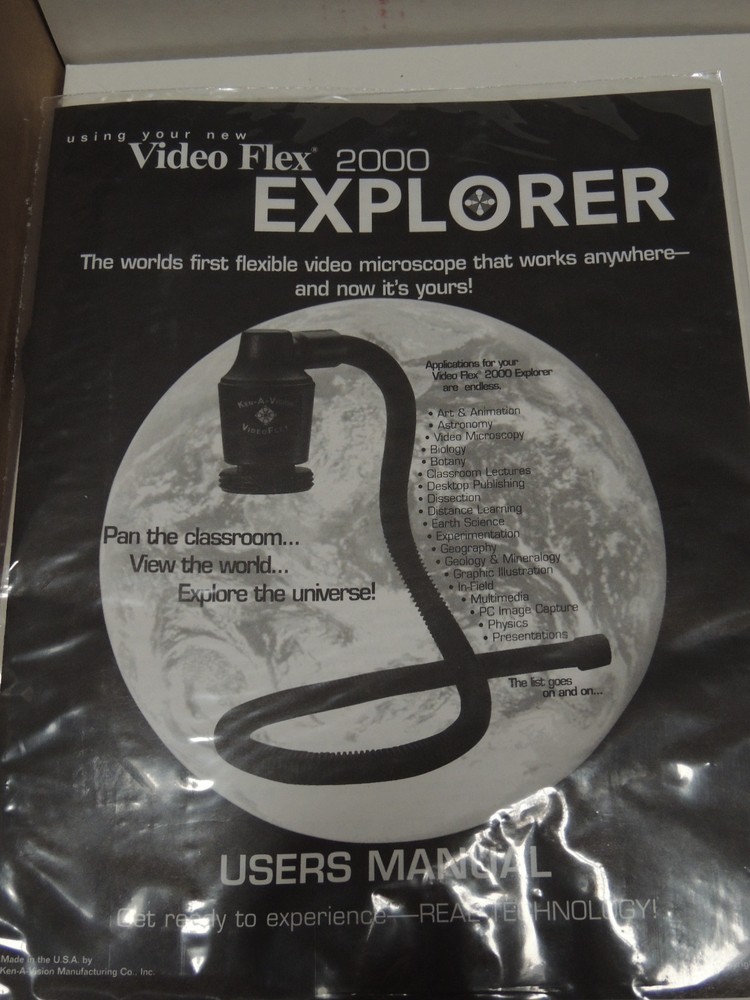 using your new
Video Flex® 2000
EXPLORER
The worlds first flexible video microscope that works anywhere—
and now it's yours!
Applications for your
Video Flex® 2000 Explorer
are endless.
• Art & Animation
• Astronomy
• Video Microscopy
• Biology
• Botany
• Classroom Lectures
• Desktop Publishing
• Dissection
• Distance Learning
• Earth Science
• Experimentation
• Geography
• Geology & Mineralogy
• Graphic Illustration
• In-Field
• Multimedia
• PC Image Capture
• Physics
• Presentations
The list goes
on and on...
Ken-A-Vision
VideoFlex
Pan the classroom...
View the world...
Explore the universe!
USERS MANUAL
Get ready to experience—REAL TECHNOLOGY!
Made in the U.S.A. by
Ken-A-Vision Manufacturing Co., Inc.